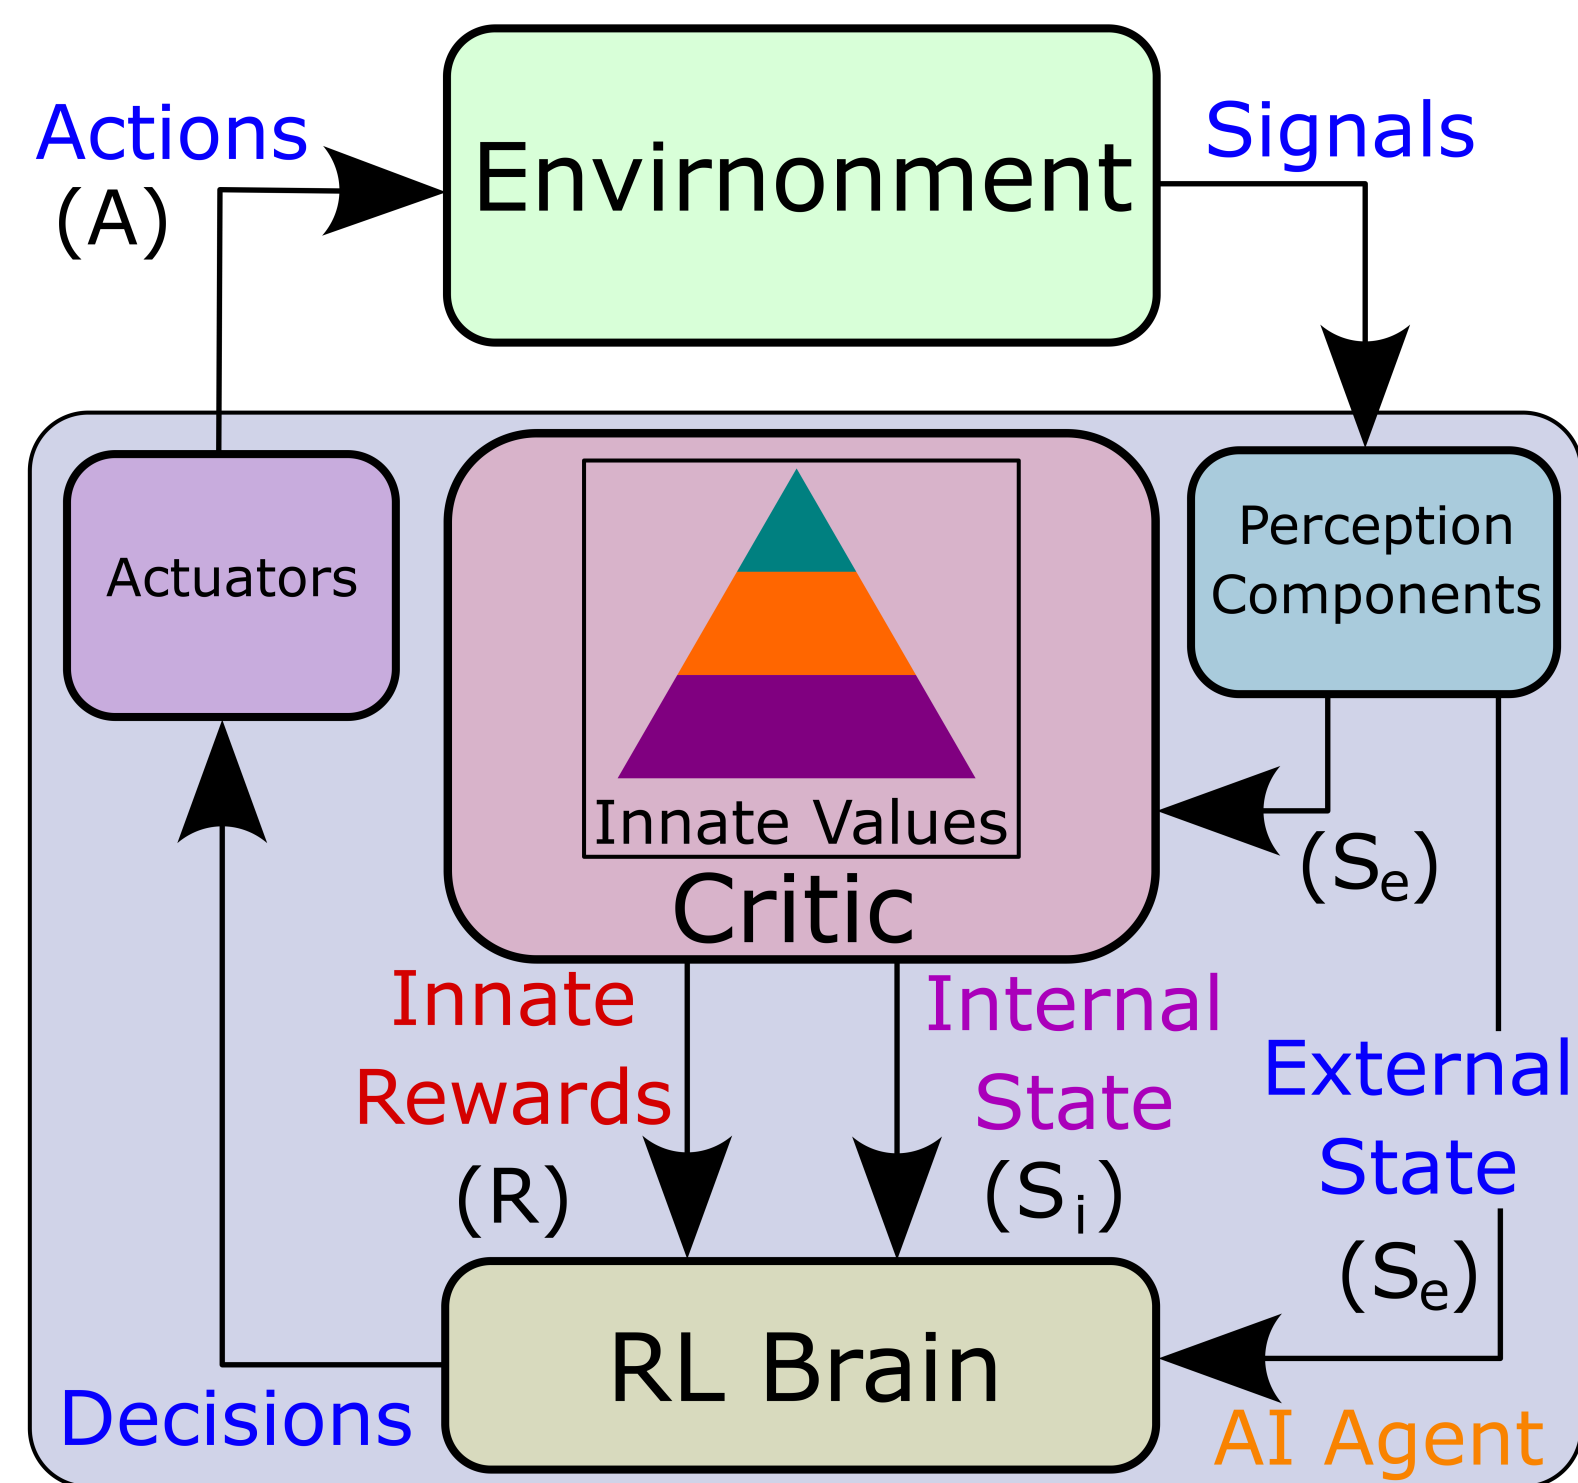 Actions
(A)
Envirnonment
Signals
Actuators
Perception
Components
Innate Values
Critic
(Se)
Innate
Rewards
(R)
Internal
State
(Si)
External
State
(Se)
RL Brain
Decisions
AI Agent